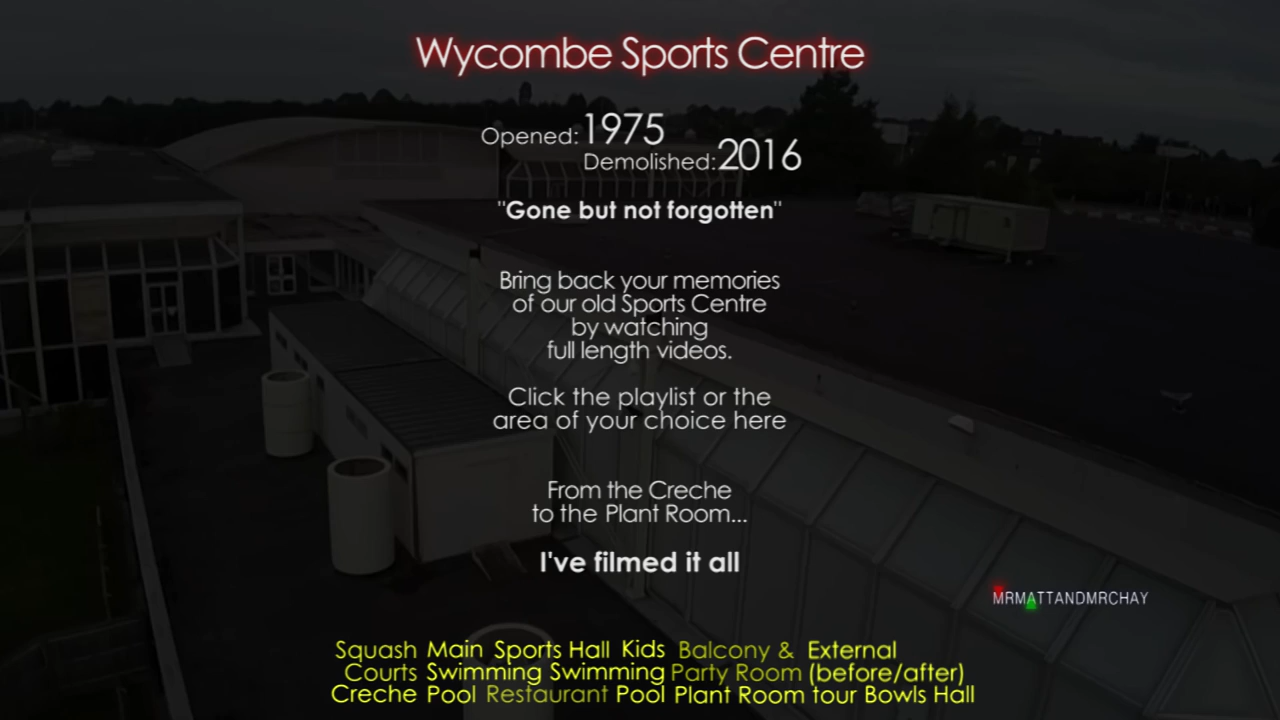 Wycombe Sports Centre
Opened: 1975
Demolished: 2016
"Gone but not forgotten"
Bring back your memories
of our old Sports Centre
by watching
full length videos.
Click the playlist or the
area of your choice here
From the Creche
to the Plant Room...
I've filmed it all
MRMATTANDMRCHAY
Squash Main Sports Hall Kids Balcony & External
Courts Swimming Swimming Party Room (before/after)
Creche Pool Restaurant Pool Plant Room tour Bowls Hall